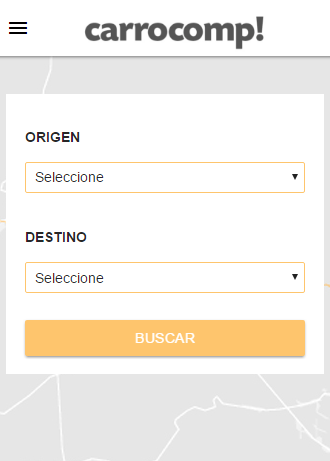 carrocomp!
ORIGEN
Seleccione
DESTINO
Seleccione
BUSCAR